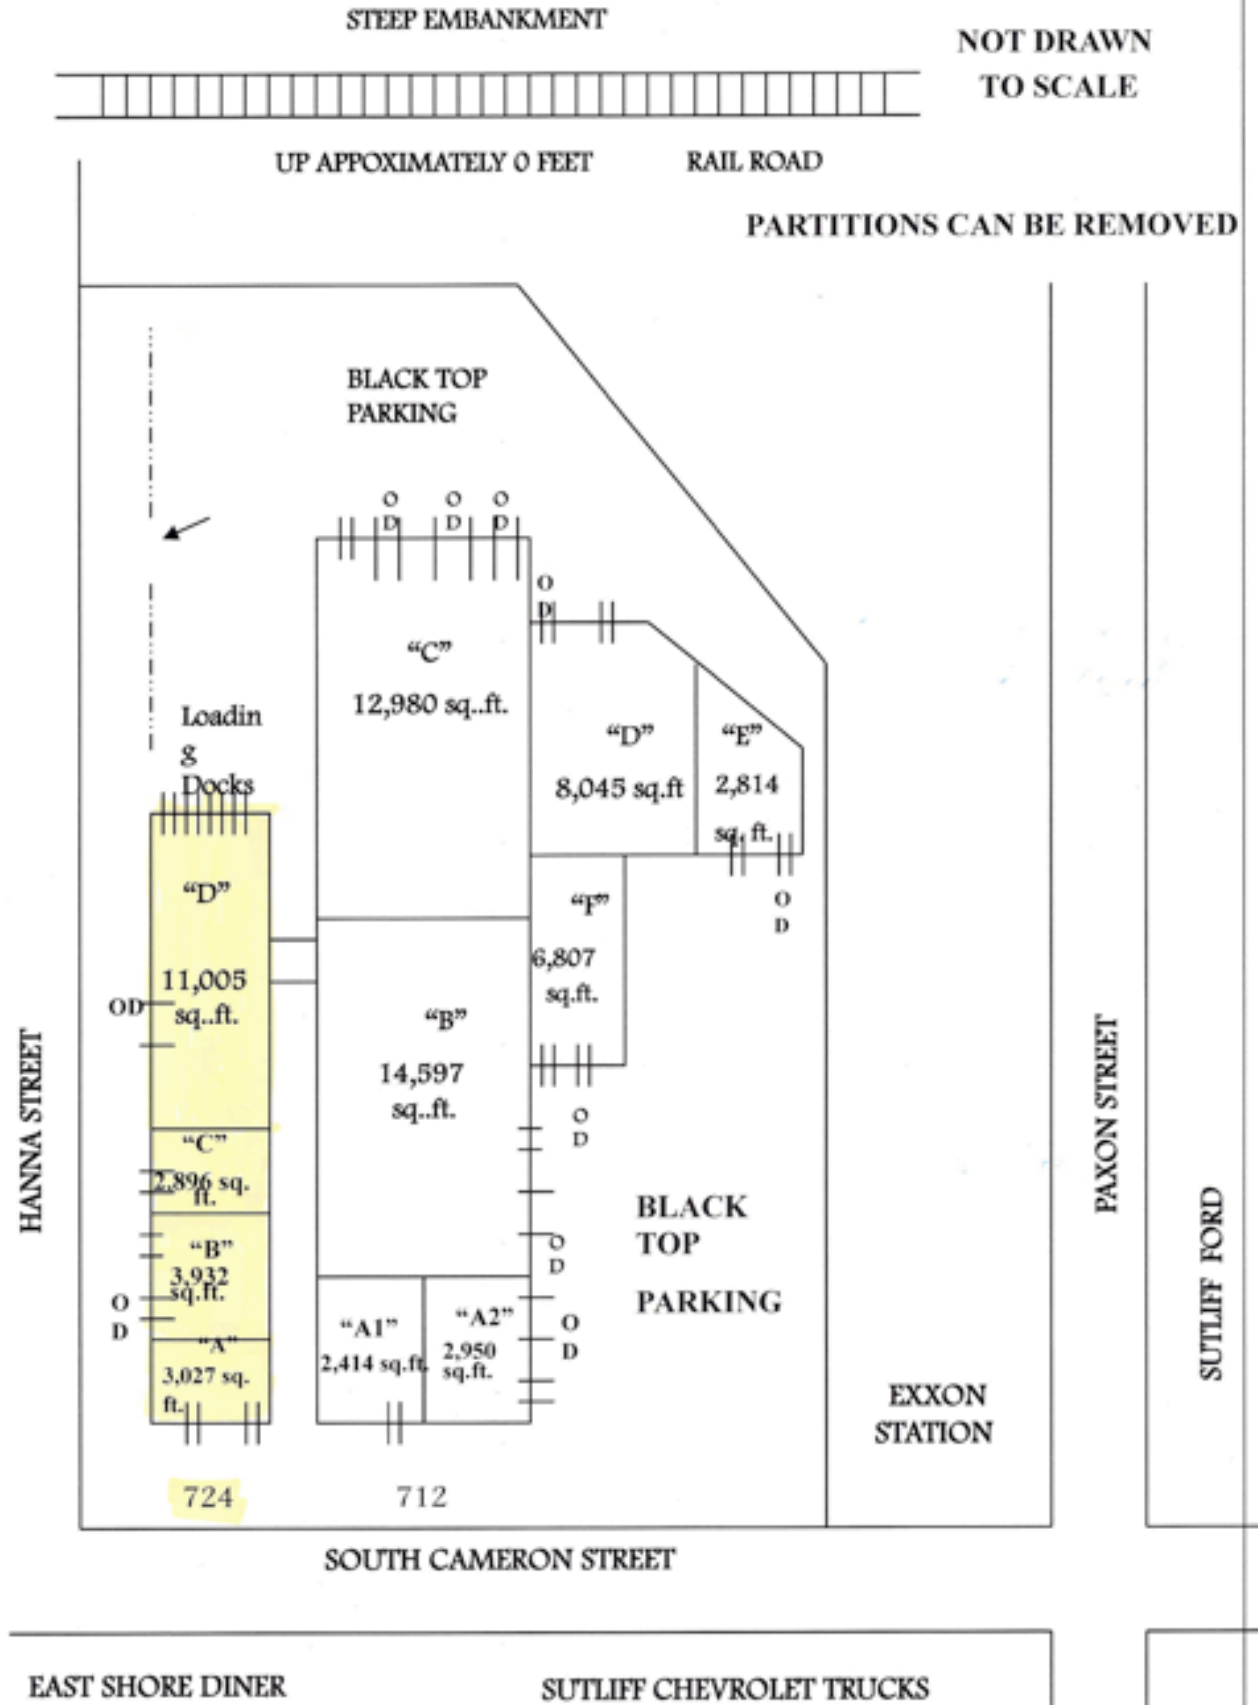 STEEP EMBANKMENT
NOT DRAWN
TO SCALE
UP APPOXIMATELY 0 FEET
RAIL ROAD
PARTITIONS CAN BE REMOVED
BLACK TOP
PARKING
O
D
O
D
O
D
O
D
“C”
12,980 sq..ft.
“D”
8,045 sq.ft
“E”
2,814
sq. ft.
O
D
Loadin
g
Docks
“D”
11,005
sq..ft.
OD
“F”
6,807
sq.ft.
O
D
“B”
14,597
sq..ft.
“C”
2,896 sq.
ft.
“B”
3,932
sq.ft.
O
D
“A”
3,027 sq.
ft.
“A1”
2,414 sq.ft.
“A2”
2,950
sq.ft.
O
D
O
D
BLACK
TOP
PARKING
HANNA STREET
PAXON STREET
SUTLIFF FORD
EXXON
STATION
724
712
SOUTH CAMERON STREET
EAST SHORE DINER
SUTLIFF CHEVROLET TRUCKS